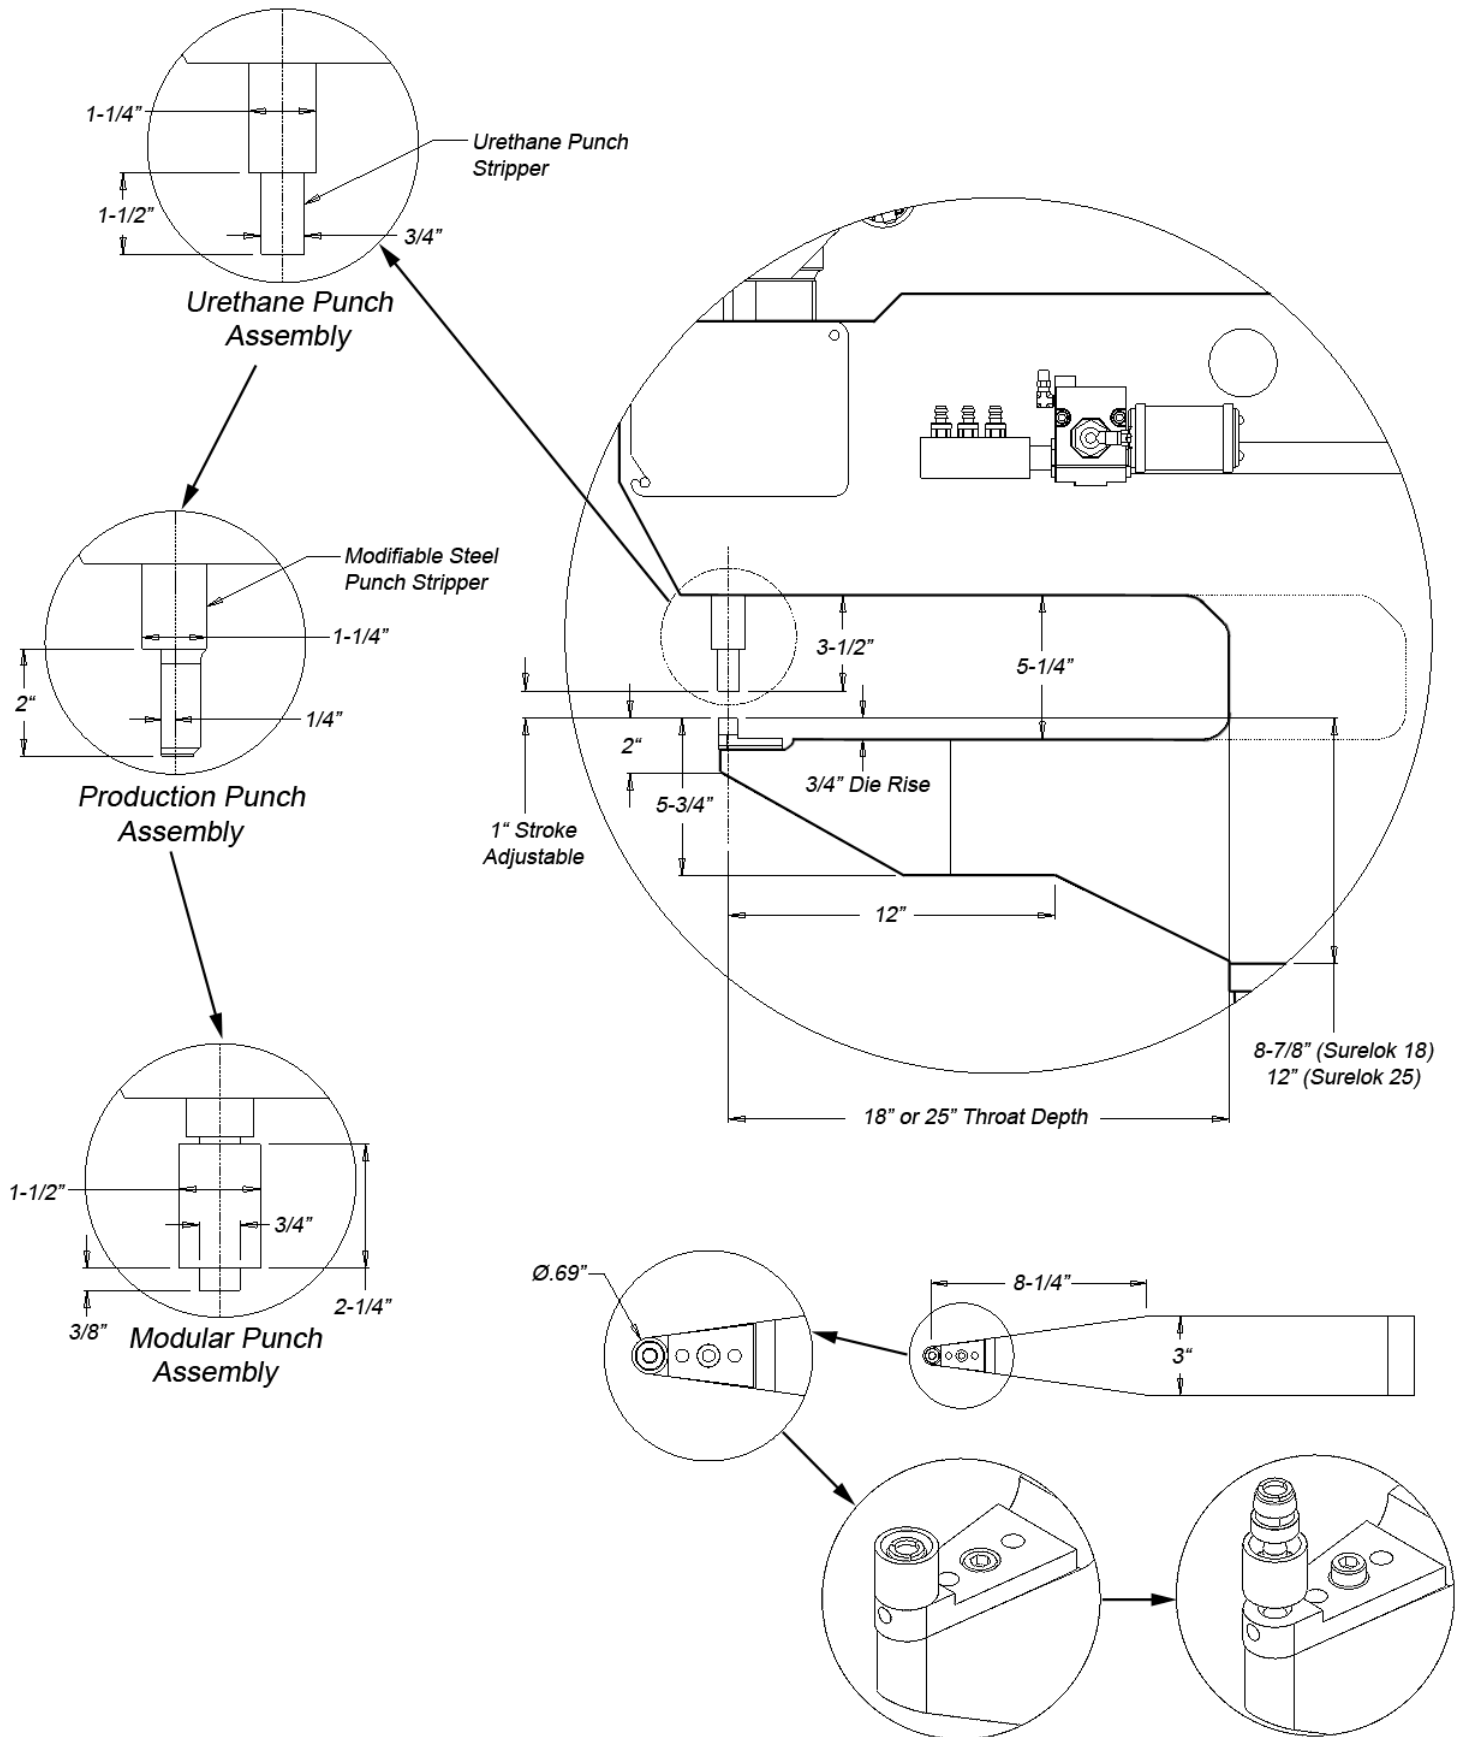 1-1/4”
Urethane Punch
Stripper
1-1/2”
3/4”
Urethane Punch
Assembly
Modifiable Steel
Punch Stripper
1-1/4”
2“
1/4”
Production Punch
Assembly
3-1/2”
5-1/4”
2“
3/4” Die Rise
5-3/4”
1“ Stroke
Adjustable
12”
8-7/8” (Surelok 18)
12” (Surelok 25)
18” or 25” Throat Depth
1-1/2”
3/4”
2-1/4”
3/8”
Modular Punch
Assembly
Ø.69”
8-1/4”
3“